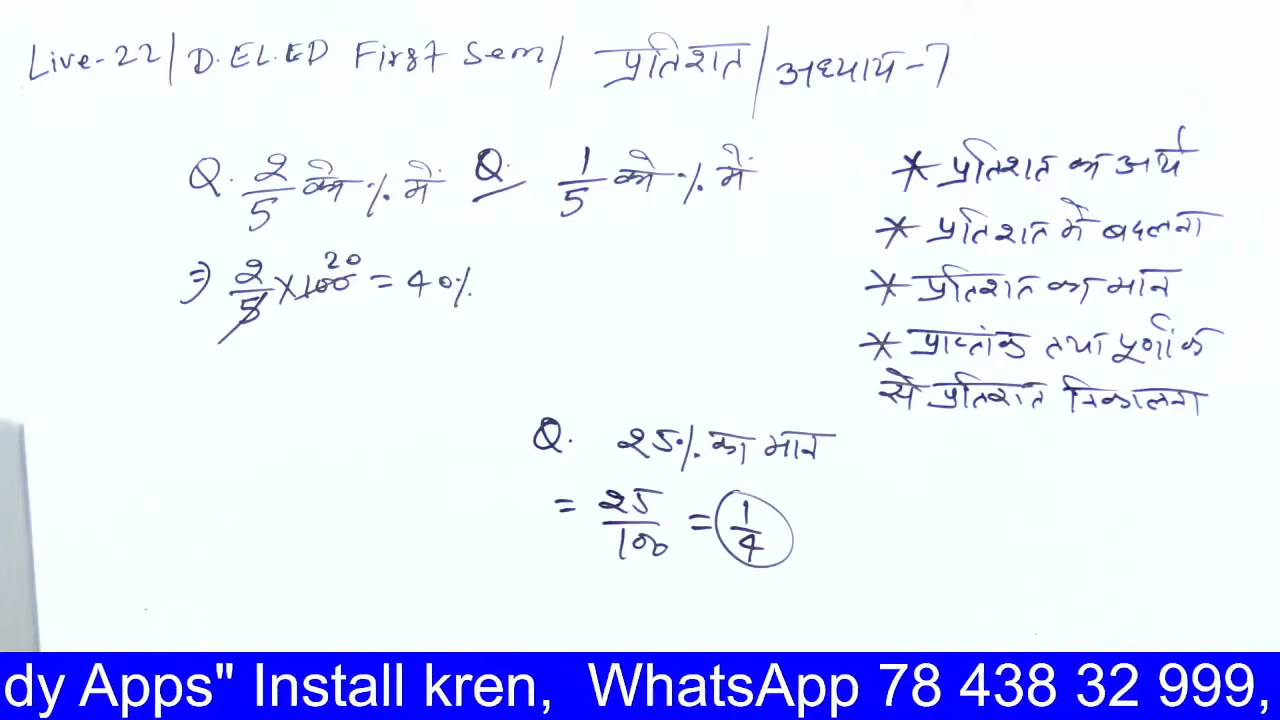 Live-22/D.EL.ED First Sem/ प्रतिशत/अध्याय-7
Q. 2/5 को % में
Q. 1/5 को % में
⇒ 2/5 × 100 20 = 40%
* प्रतिशत का अर्थ
* प्रतिशत में बदलना
* प्रतिशत का मान
* प्राप्तांक तथा पूर्णांक
से प्रतिशत निकालना
Q. 25% का मान
= 25/100 = 1/4
dy Apps" Install kren, WhatsApp 78 438 32 999,